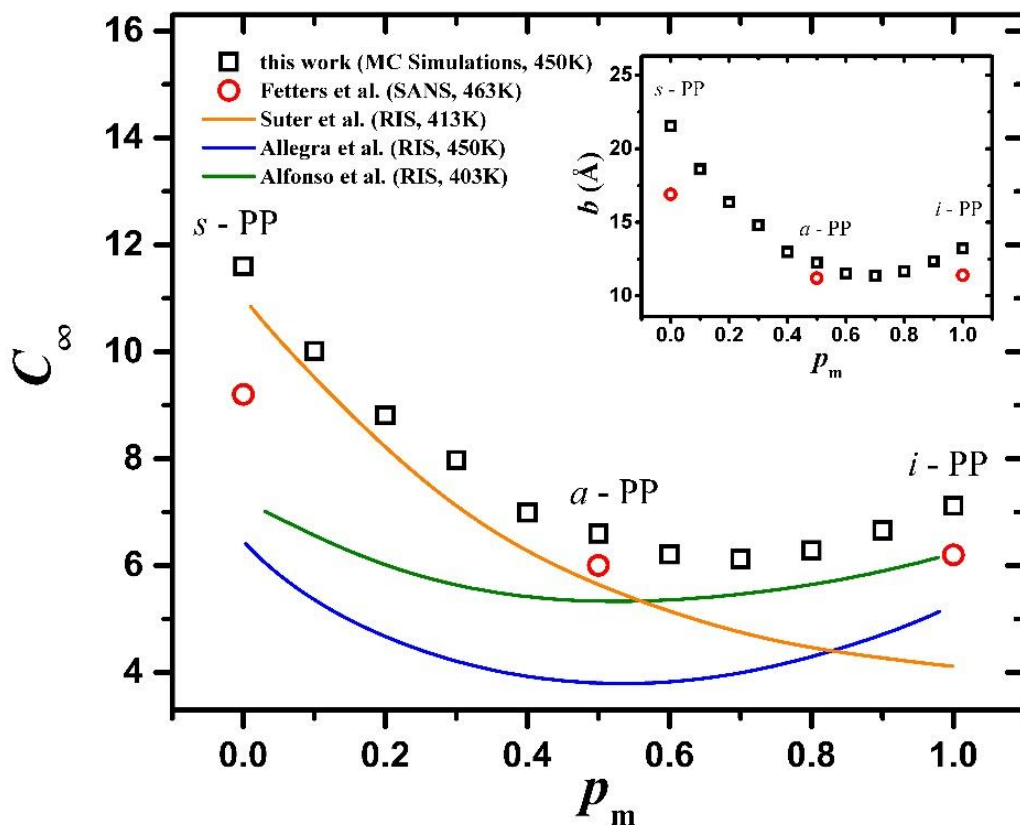 16
14
12
10
8
6
4
C∞
this work (MC Simulations, 450K)
Fetters et al. (SANS, 463K)
Suter et al. (RIS, 413K)
Allegra et al. (RIS, 450K)
Alfonso et al. (RIS, 403K)
s - PP
a - PP
i - PP
0.0 0.2 0.4 0.6 0.8 1.0
pm
25
20
15
10
b (Å)
s - PP
a - PP
i - PP
0.0 0.2 0.4 0.6 0.8 1.0
pm